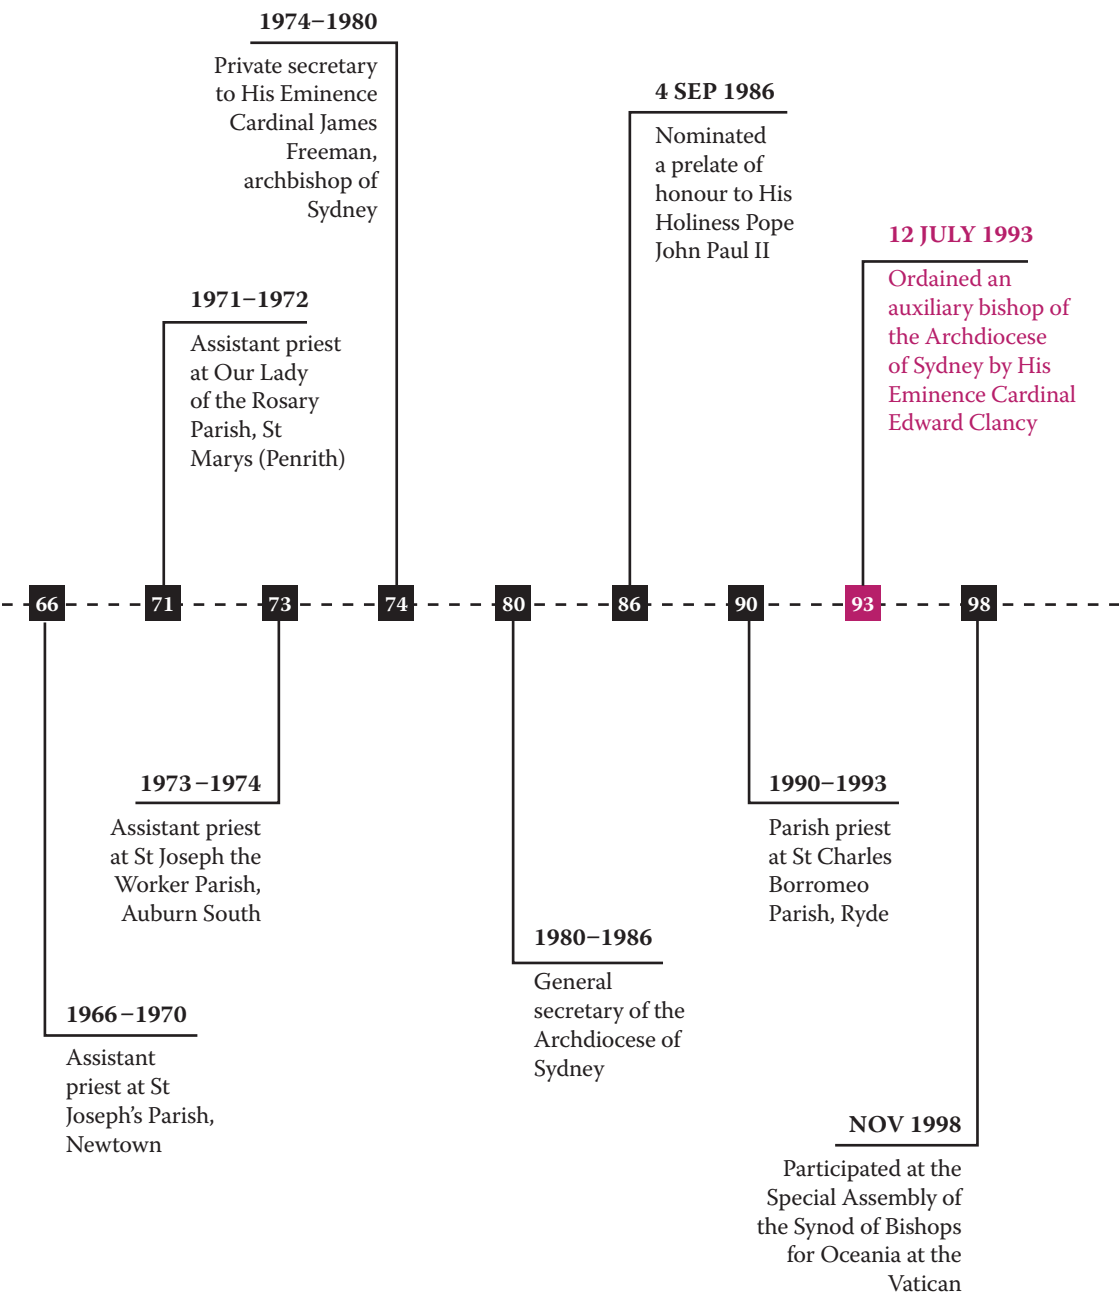 1974–1980
Private secretary
to His Eminence
Cardinal James
Freeman,
archbishop of
Sydney
4 SEP 1986
Nominated
a prelate of
honour to His
Holiness Pope
John Paul II
12 JULY 1993
Ordained an
auxiliary bishop of
the Archdiocese
of Sydney by His
Eminence Cardinal
Edward Clancy
1971–1972
Assistant priest
at Our Lady
of the Rosary
Parish, St
Marys (Penrith)
66 71 73 74 80 86 90 93 98
1973–1974
Assistant priest
at St Joseph the
Worker Parish,
Auburn South
1990–1993
Parish priest
at St Charles
Borromeo
Parish, Ryde
1980–1986
General
secretary of the
Archdiocese of
Sydney
1966–1970
Assistant
priest at St
Joseph’s Parish,
Newtown
NOV 1998
Participated at the
Special Assembly of
the Synod of Bishops
for Oceania at the
Vatican